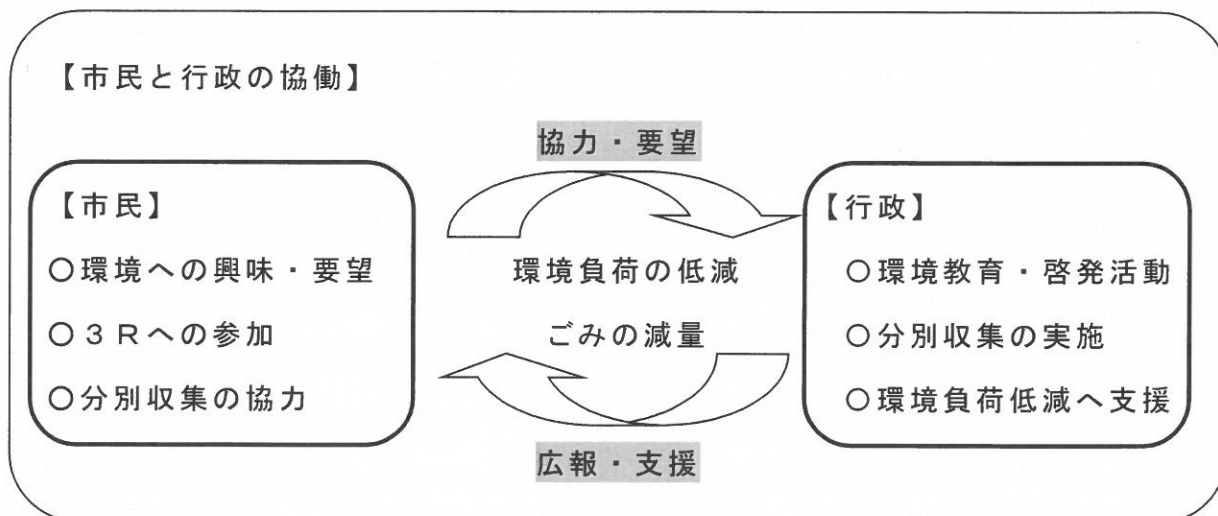 【市民と行政の協働】
協力・要望
【市民】
○環境への興味・要望
○３Ｒへの参加
○分別収集の協力
環境負荷の低減
ごみの減量
【行政】
○環境教育・啓発活動
○分別収集の実施
○環境負荷低減へ支援
広報・支援